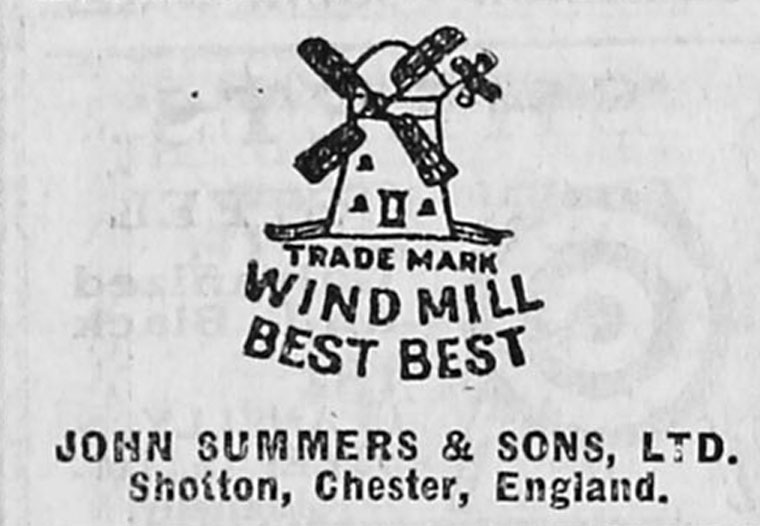 TRADE MARK
WIND MILL
BEST BEST
JOHN SUMMERS & SONS, LTD.
Shotton, Chester, England.